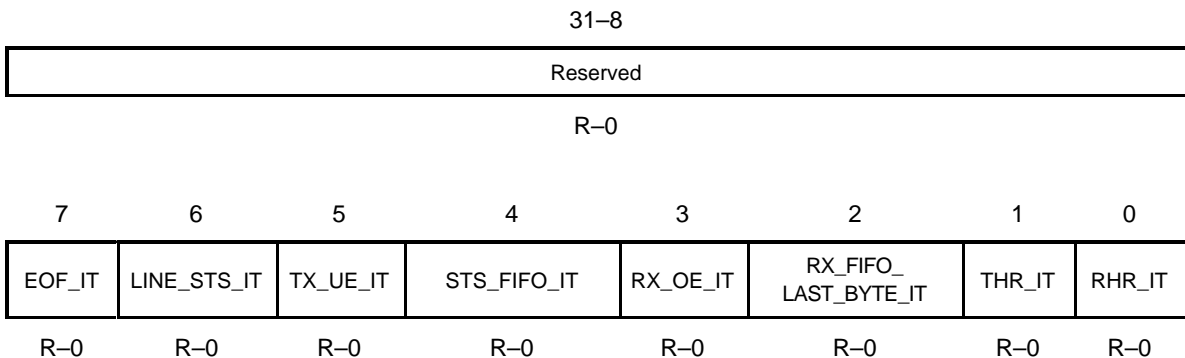 31–8
Reserved
R–0
7 6 5 4 3 2 1 0
EOF_IT LINE_STS_IT TX_UE_IT STS_FIFO_IT RX_OE_IT RX_FIFO_ LAST_BYTE_IT THR_IT RHR_IT
R–0 R–0 R–0 R–0 R–0 R–0 R–0 R–0